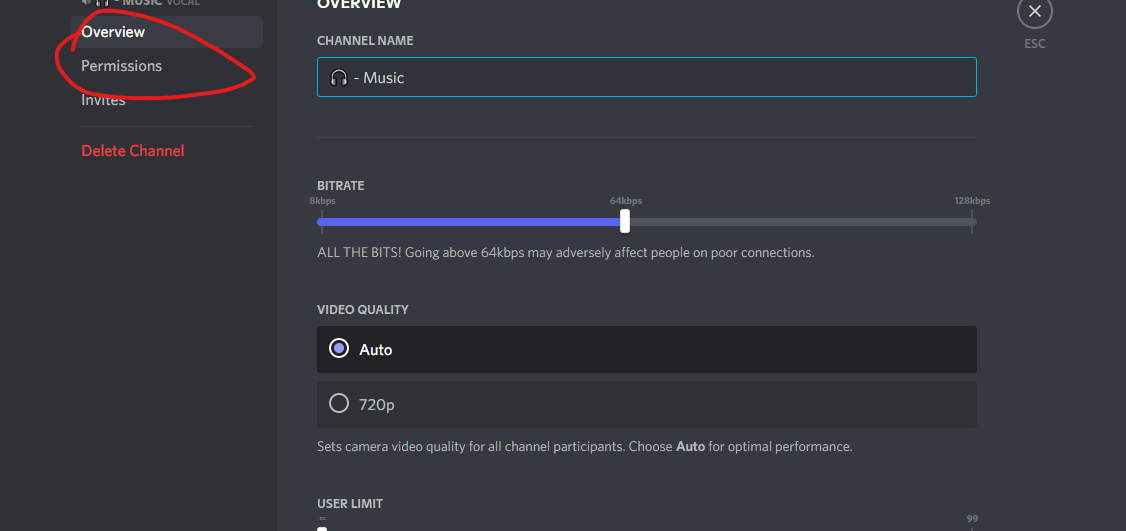 - MUSIC VOCAL
Overview
Permissions
Invites
Delete Channel
OVERVIEW
CHANNEL NAME
- Music
BITRATE
8kbps 64kbps 128kbps
ALL THE BITS! Going above 64kbps may adversely affect people on poor connections.
VIDEO QUALITY
Auto
720p
Sets camera video quality for all channel participants. Choose Auto for optimal performance.
USER LIMIT
∞ 99
ESC